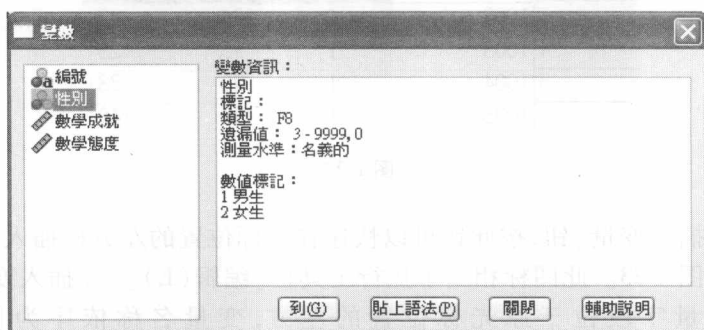 變數
編號
性別
數學成就
數學態度
變數資訊：
性別
標記：
類型： F8
遺漏值： 3-9999,0
測量水準：名義的
數值標記：
1 男生
2 女生
到(G)
貼上語法(P)
關閉
輔助說明